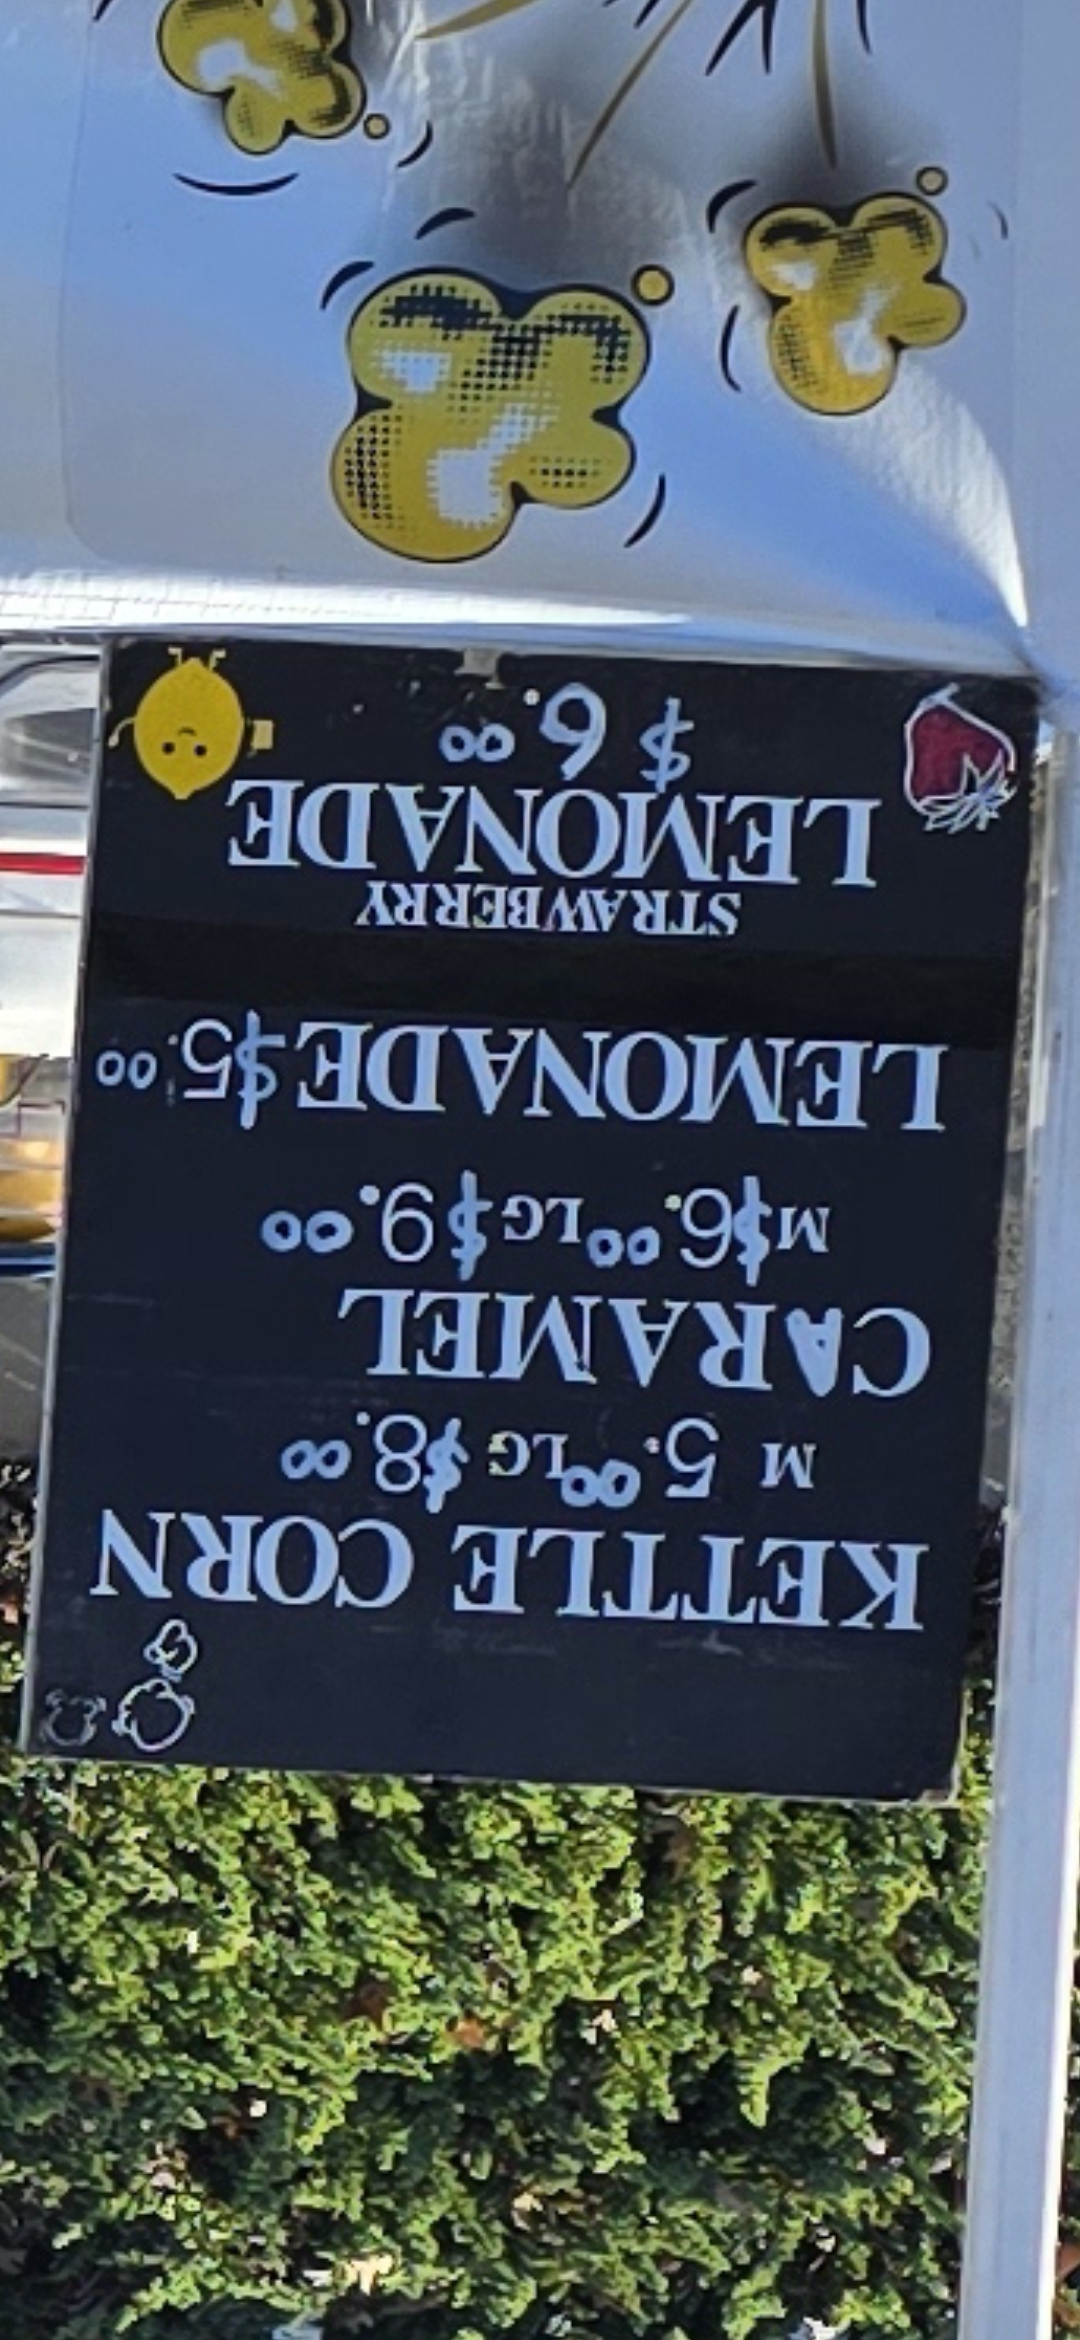 KETTLE CORN
M 5.00 LG $8.00
CARAMEL
M $6.00 LG $9.00
LEMONADE $5.00
STRAWBERRY
LEMONADE
$6.00